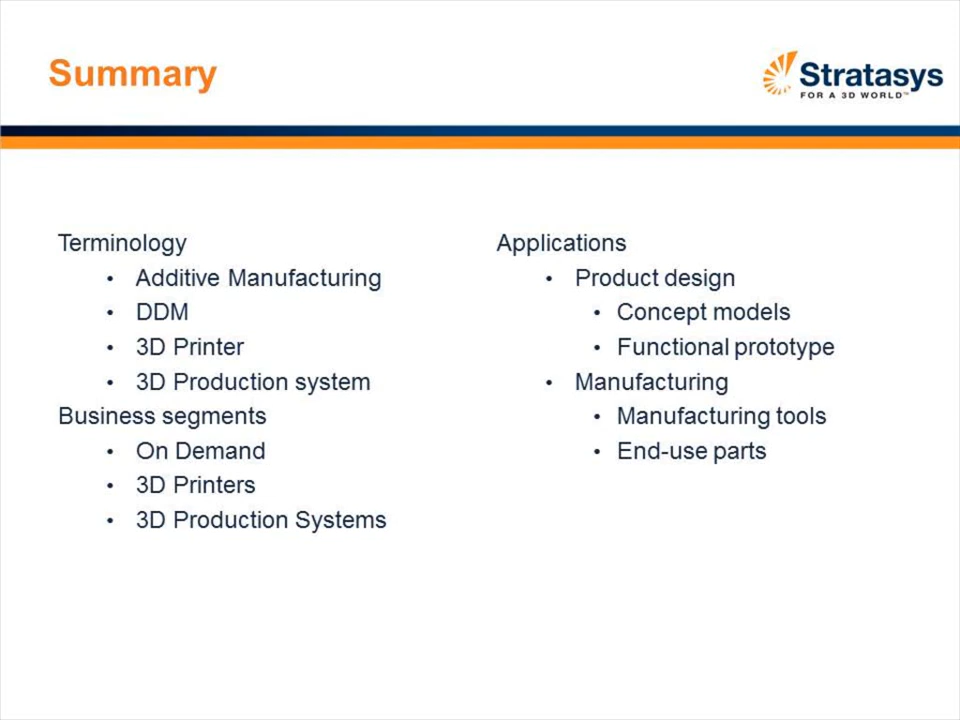 Summary
Stratasys
FOR A 3D WORLD™
Terminology
• Additive Manufacturing
• DDM
• 3D Printer
• 3D Production system
Business segments
• On Demand
• 3D Printers
• 3D Production Systems
Applications
• Product design
• Concept models
• Functional prototype
• Manufacturing
• Manufacturing tools
• End-use parts